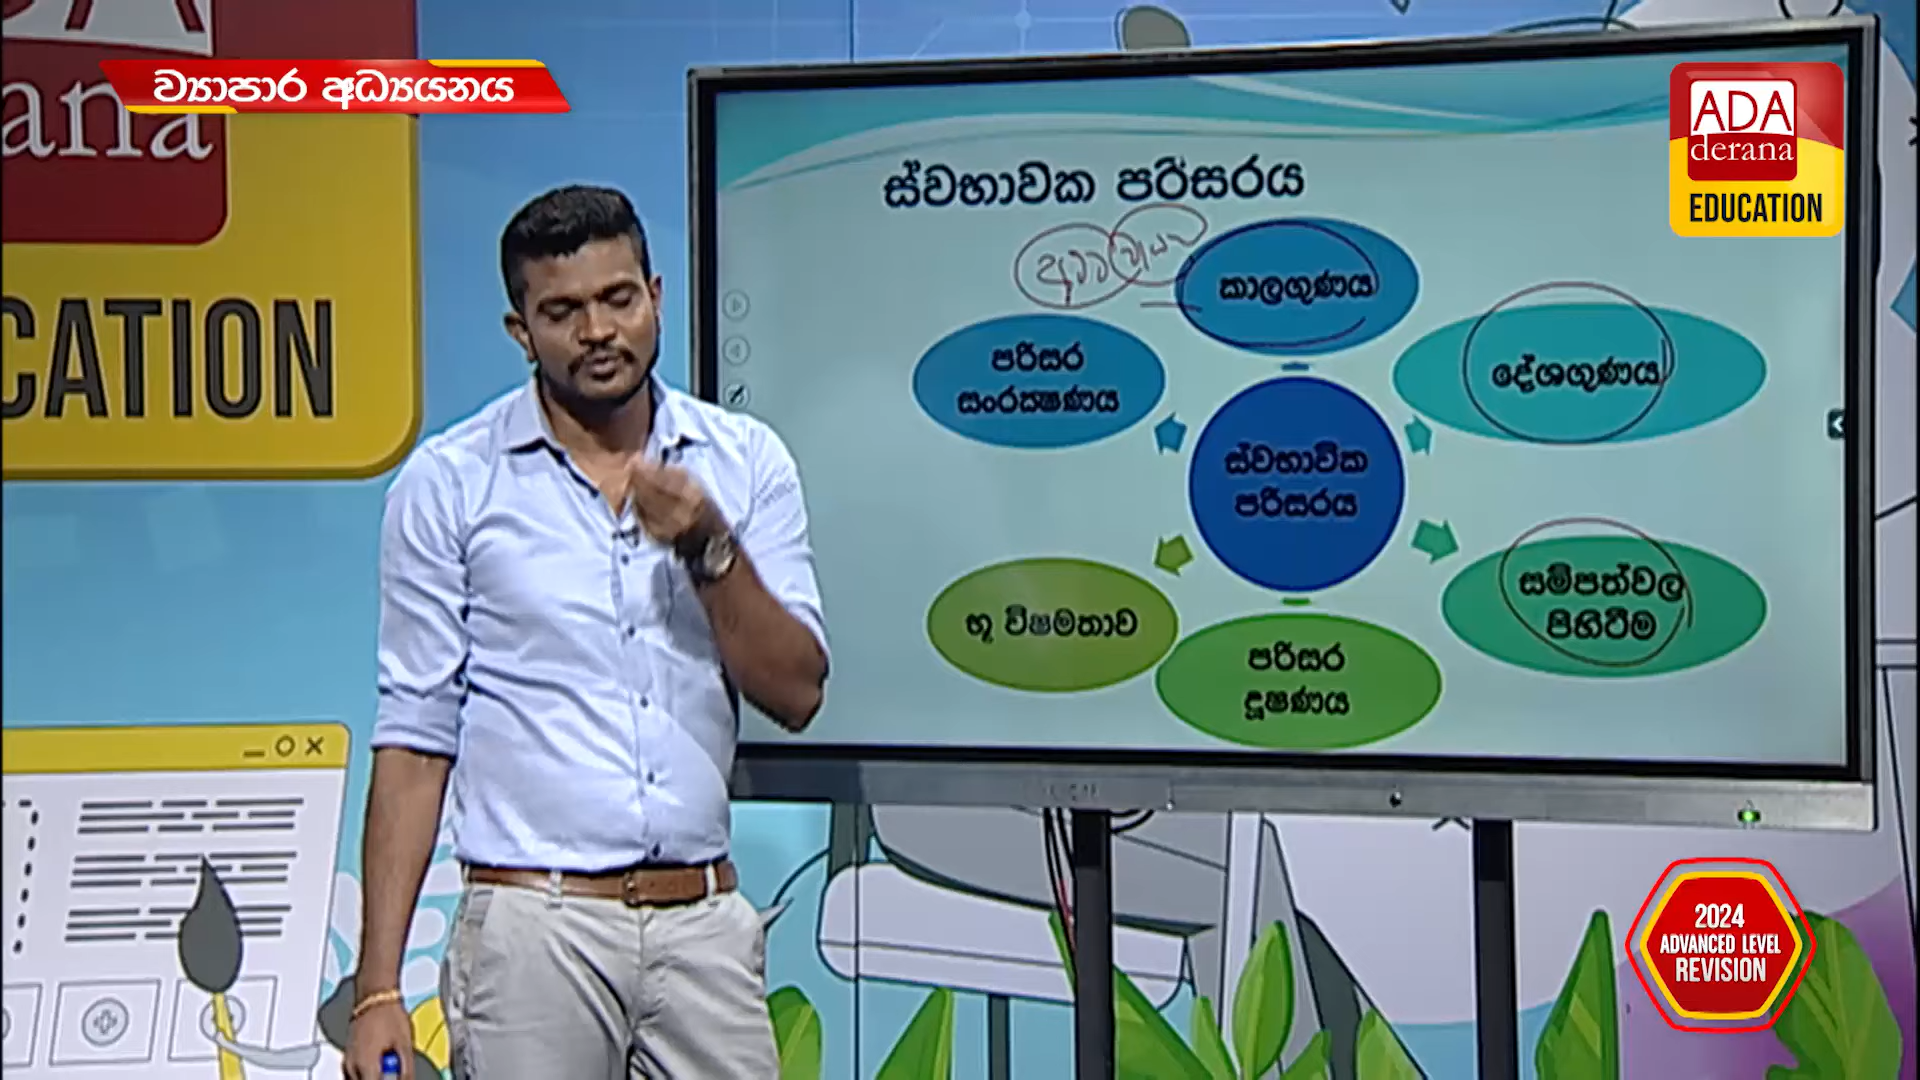 ව්‍යාපාර අධ්‍යයනය
ana
CATION
ADA
derana
EDUCATION
ස්වභාවික පරිසරය
කාලගුණය
දේශගුණය
පරිසර
සංරක්ෂණය
ස්වභාවික
පරිසරය
සම්පත්වල
පිහිටීම
භූ විෂමතාව
පරිසර
දූෂණය
2024
ADVANCED LEVEL
REVISION